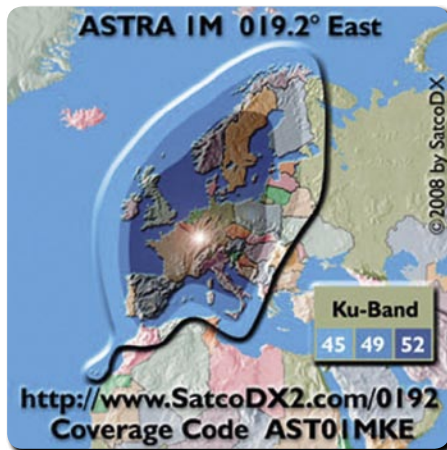 ASTRA 1M 019.2° East
©2008 by SatcoDX
Ku-Band
45 49 52
http://www.SatcoDX2.com/0192
Coverage Code AST01MKE